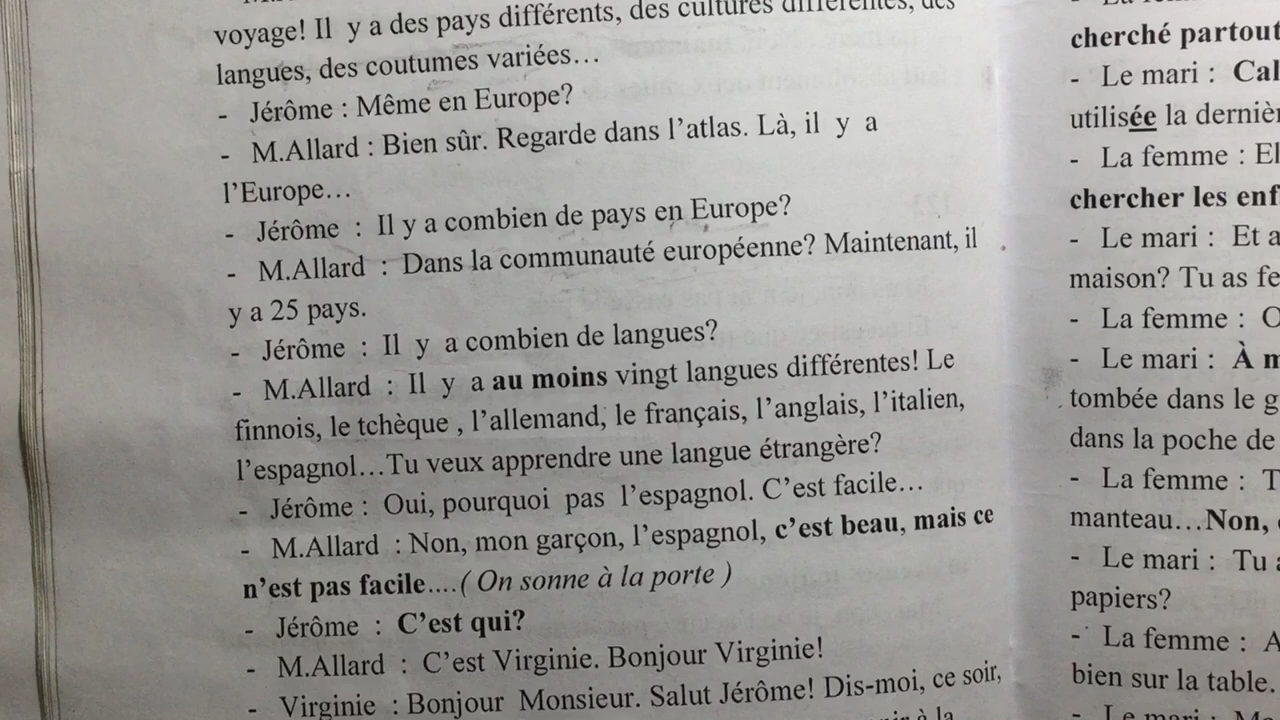 voyage! Il y a des pays différents, des cultures différentes, des
langues, des coutumes variées…
- Jérôme : Même en Europe?
- M.Allard : Bien sûr. Regarde dans l’atlas. Là, il y a
l’Europe…
- Jérôme : Il y a combien de pays en Europe?
- M.Allard : Dans la communauté européenne? Maintenant, il
y a 25 pays.
- Jérôme : Il y a combien de langues?
- M.Allard : Il y a au moins vingt langues différentes! Le
finnois, le tchèque , l’allemand, le français, l’anglais, l’italien,
l’espagnol…Tu veux apprendre une langue étrangère?
- Jérôme : Oui, pourquoi pas l’espagnol. C’est facile…
- M.Allard : Non, mon garçon, l’espagnol, c’est beau, mais ce
n’est pas facile….( On sonne à la porte )
- Jérôme : C’est qui?
- M.Allard : C’est Virginie. Bonjour Virginie!
- Virginie : Bonjour Monsieur. Salut Jérôme! Dis-moi, ce soir,
à la
cherché partout
- Le mari : Cal
utilisée la derniè
- La femme : El
chercher les enf
- Le mari : Et a
maison? Tu as fe
- La femme : O
- Le mari : À m
tombée dans le g
dans la poche de
- La femme : T
manteau…Non,
- Le mari : Tu
papiers?
- La femme : A
bien sur la table.
- Le mari : Ma